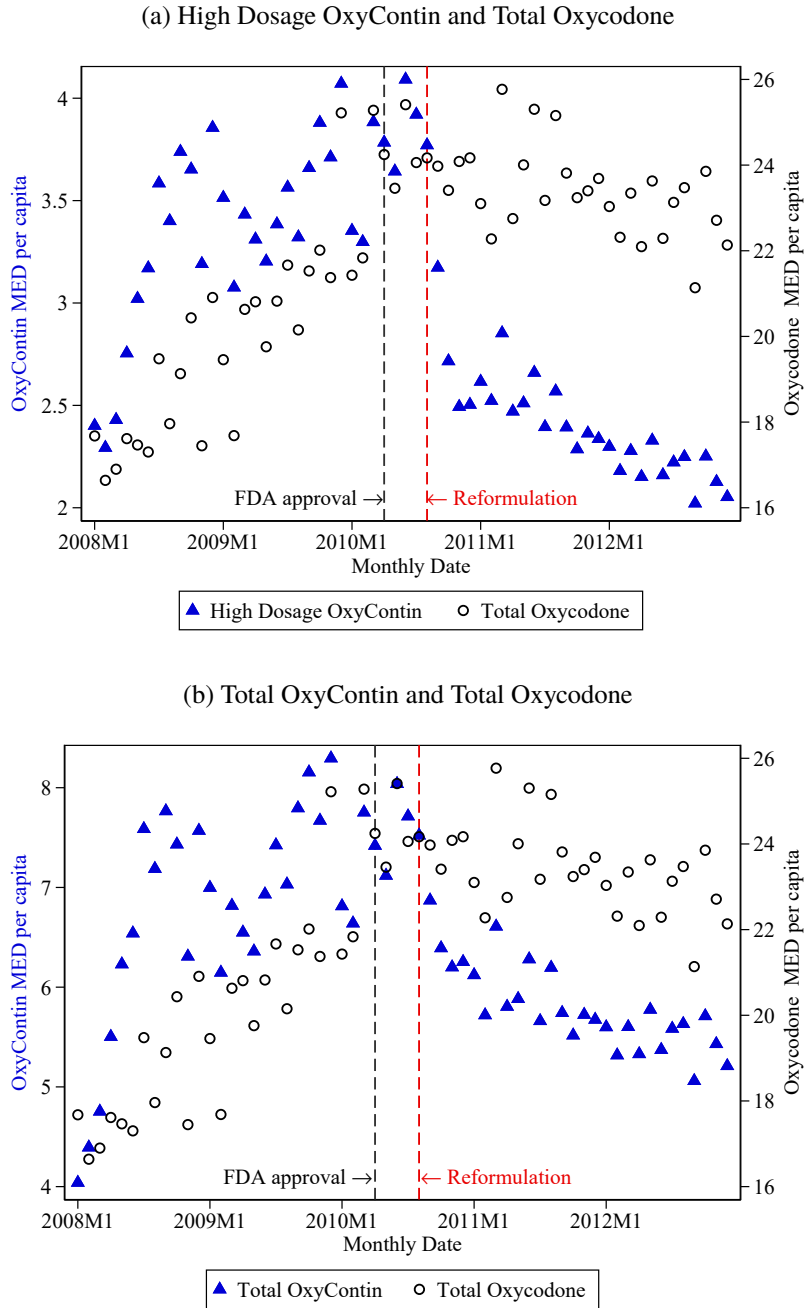 (a) High Dosage OxyContin and Total Oxycodone
OxyContin MED per capita
4
3.5
3
2.5
2
26
24
22
20
18
16
Oxycodone MED per capita
FDA approval →
← Reformulation
2008M1 2009M1 2010M1 2011M1 2012M1
Monthly Date
High Dosage OxyContin Total Oxycodone
(b) Total OxyContin and Total Oxycodone
OxyContin MED per capita
8
7
6
5
4
26
24
22
20
18
16
Oxycodone MED per capita
FDA approval →
← Reformulation
2008M1 2009M1 2010M1 2011M1 2012M1
Monthly Date
Total OxyContin Total Oxycodone